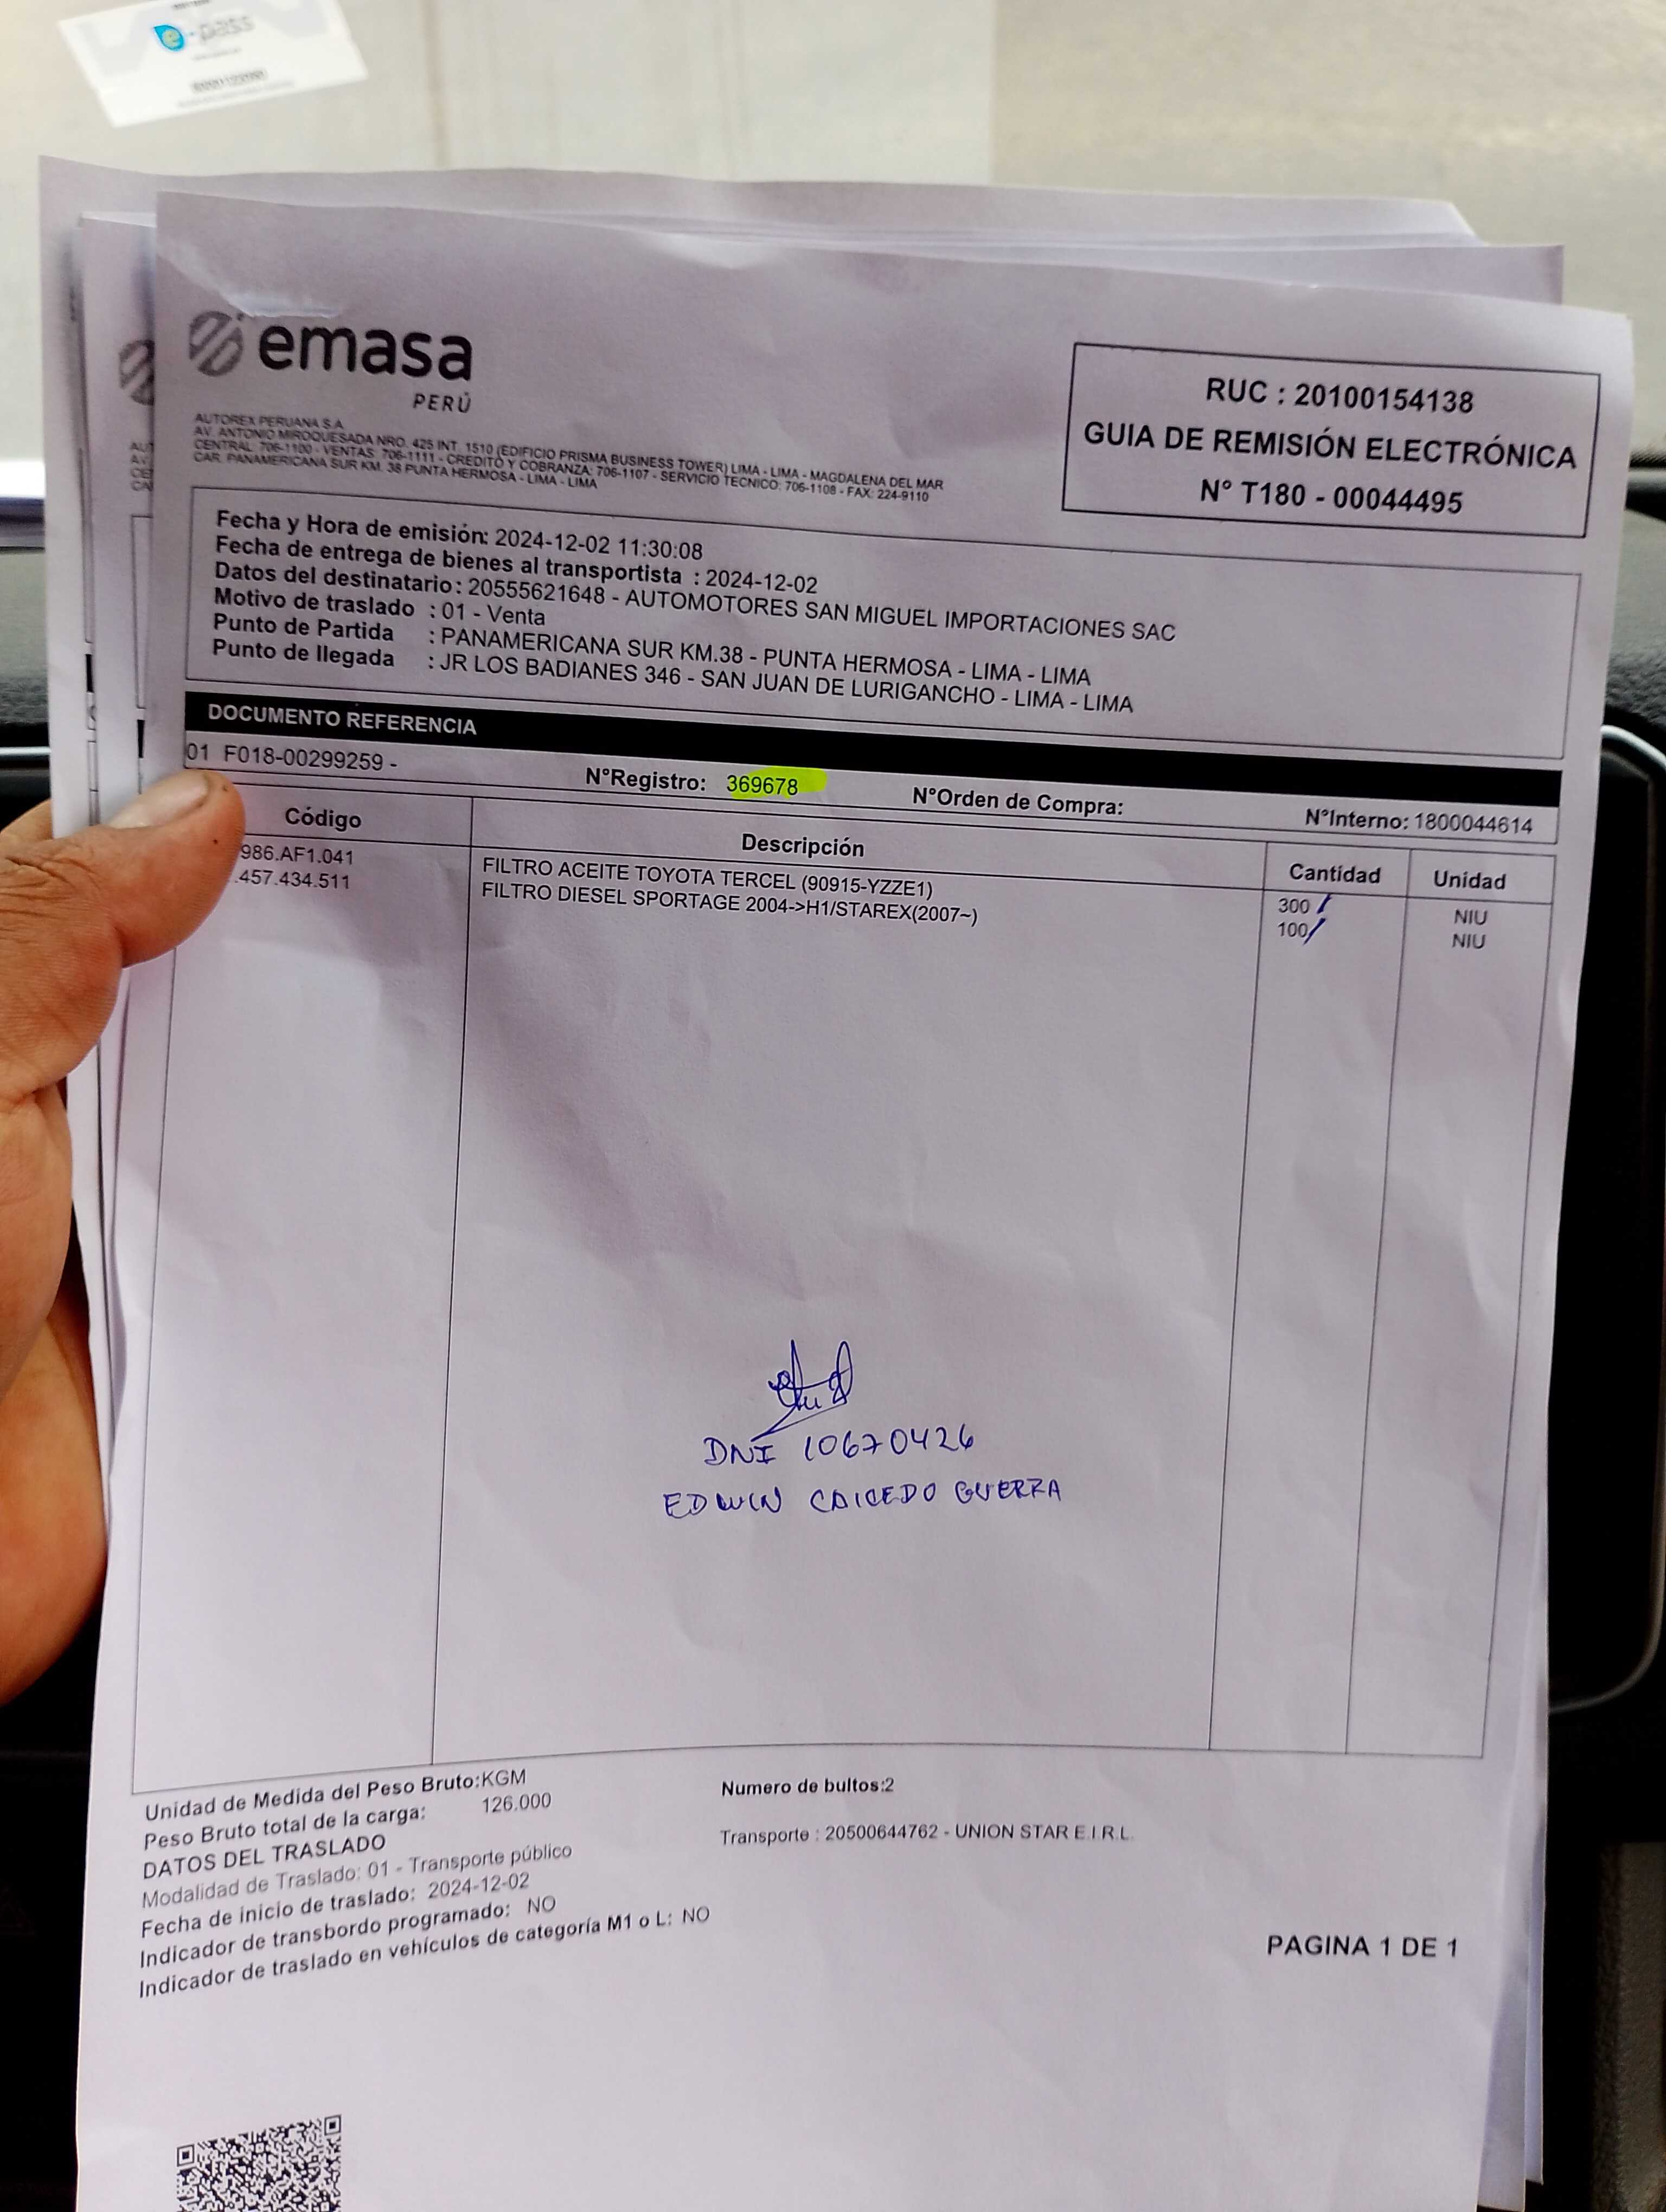 e-pass
emasa
PERÚ
RUC : 20100154138
GUIA DE REMISIÓN ELECTRÓNICA
N° T180 - 00044495
AUTOREX PERUANA S.A.
AV. ANTONIO MIROQUESADA NRO. 425 INT. 1510 (EDIFICIO PRISMA BUSINESS TOWER) LIMA - LIMA - MAGDALENA DEL MAR
CENTRAL: 706-1100 - VENTAS: 706-1111 - CREDITO Y COBRANZA: 706-1107 - SERVICIO TECNICO: 706-1108 - FAX: 224-9110
CAR. PANAMERICANA SUR KM. 38 PUNTA HERMOSA - LIMA - LIMA
Fecha y Hora de emisión: 2024-12-02 11:30:08
Fecha de entrega de bienes al transportista : 2024-12-02
Datos del destinatario : 20555621648 - AUTOMOTORES SAN MIGUEL IMPORTACIONES SAC
Motivo de traslado : 01 - Venta
Punto de Partida : PANAMERICANA SUR KM.38 - PUNTA HERMOSA - LIMA - LIMA
Punto de llegada : JR LOS BADIANES 346 - SAN JUAN DE LURIGANCHO - LIMA - LIMA
DOCUMENTO REFERENCIA
01 F018-00299259 - N°Registro: 369678 N°Orden de Compra: N°Interno: 1800044614
Código Descripción Cantidad Unidad
986.AF1.041 FILTRO ACEITE TOYOTA TERCEL (90915-YZZE1) 300 NIU
.457.434.511 FILTRO DIESEL SPORTAGE 2004->H1/STAREX(2007~) 100 NIU
DNI 10670426
EDWIN CAICEDO GUERRA
Unidad de Medida del Peso Bruto:KGM Numero de bultos:2
Peso Bruto total de la carga: 126.000
DATOS DEL TRASLADO Transporte : 20500644762 - UNION STAR E.I.R.L.
Modalidad de Traslado: 01 - Transporte público
Fecha de inicio de traslado: 2024-12-02
Indicador de transbordo programado: NO
Indicador de traslado en vehículos de categoría M1 o L: NO
PAGINA 1 DE 1